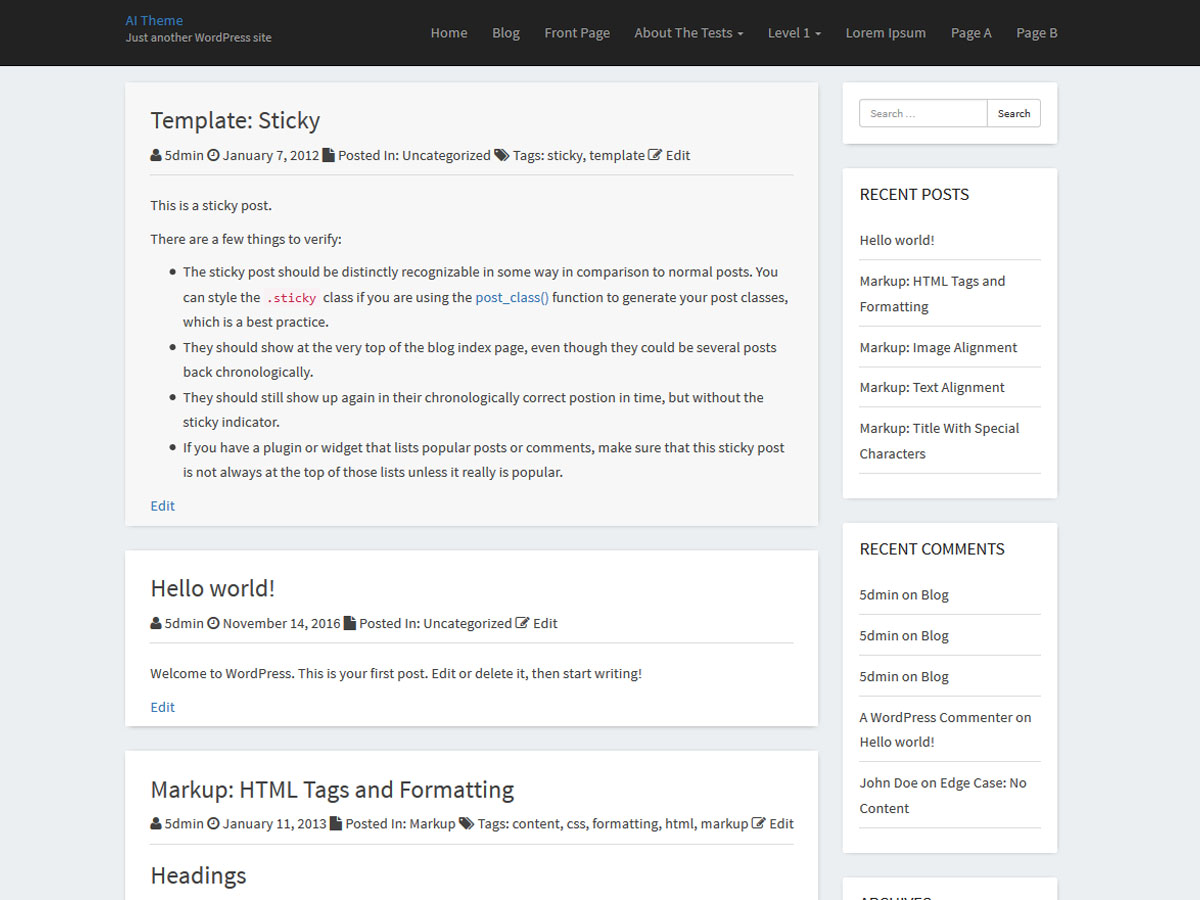 AI Theme
Just another WordPress site
Home Blog Front Page About The Tests Level 1 Lorem Ipsum Page A Page B
Template: Sticky
5dmin January 7, 2012 Posted In: Uncategorized Tags: sticky, template Edit
This is a sticky post.
There are a few things to verify:
The sticky post should be distinctly recognizable in some way in comparison to normal posts. You
can style the .sticky class if you are using the post_class() function to generate your post classes,
which is a best practice.
They should show at the very top of the blog index page, even though they could be several posts
back chronologically.
They should still show up again in their chronologically correct postion in time, but without the
sticky indicator.
If you have a plugin or widget that lists popular posts or comments, make sure that this sticky post
is not always at the top of those lists unless it really is popular.
Edit
Hello world!
5dmin November 14, 2016 Posted In: Uncategorized Edit
Welcome to WordPress. This is your first post. Edit or delete it, then start writing!
Edit
Markup: HTML Tags and Formatting
5dmin January 11, 2013 Posted In: Markup Tags: content, css, formatting, html, markup Edit
Headings
Search ... Search
RECENT POSTS
Hello world!
Markup: HTML Tags and
Formatting
Markup: Image Alignment
Markup: Text Alignment
Markup: Title With Special
Characters
RECENT COMMENTS
5dmin on Blog
5dmin on Blog
5dmin on Blog
A WordPress Commenter on
Hello world!
John Doe on Edge Case: No
Content
ARCHIVES